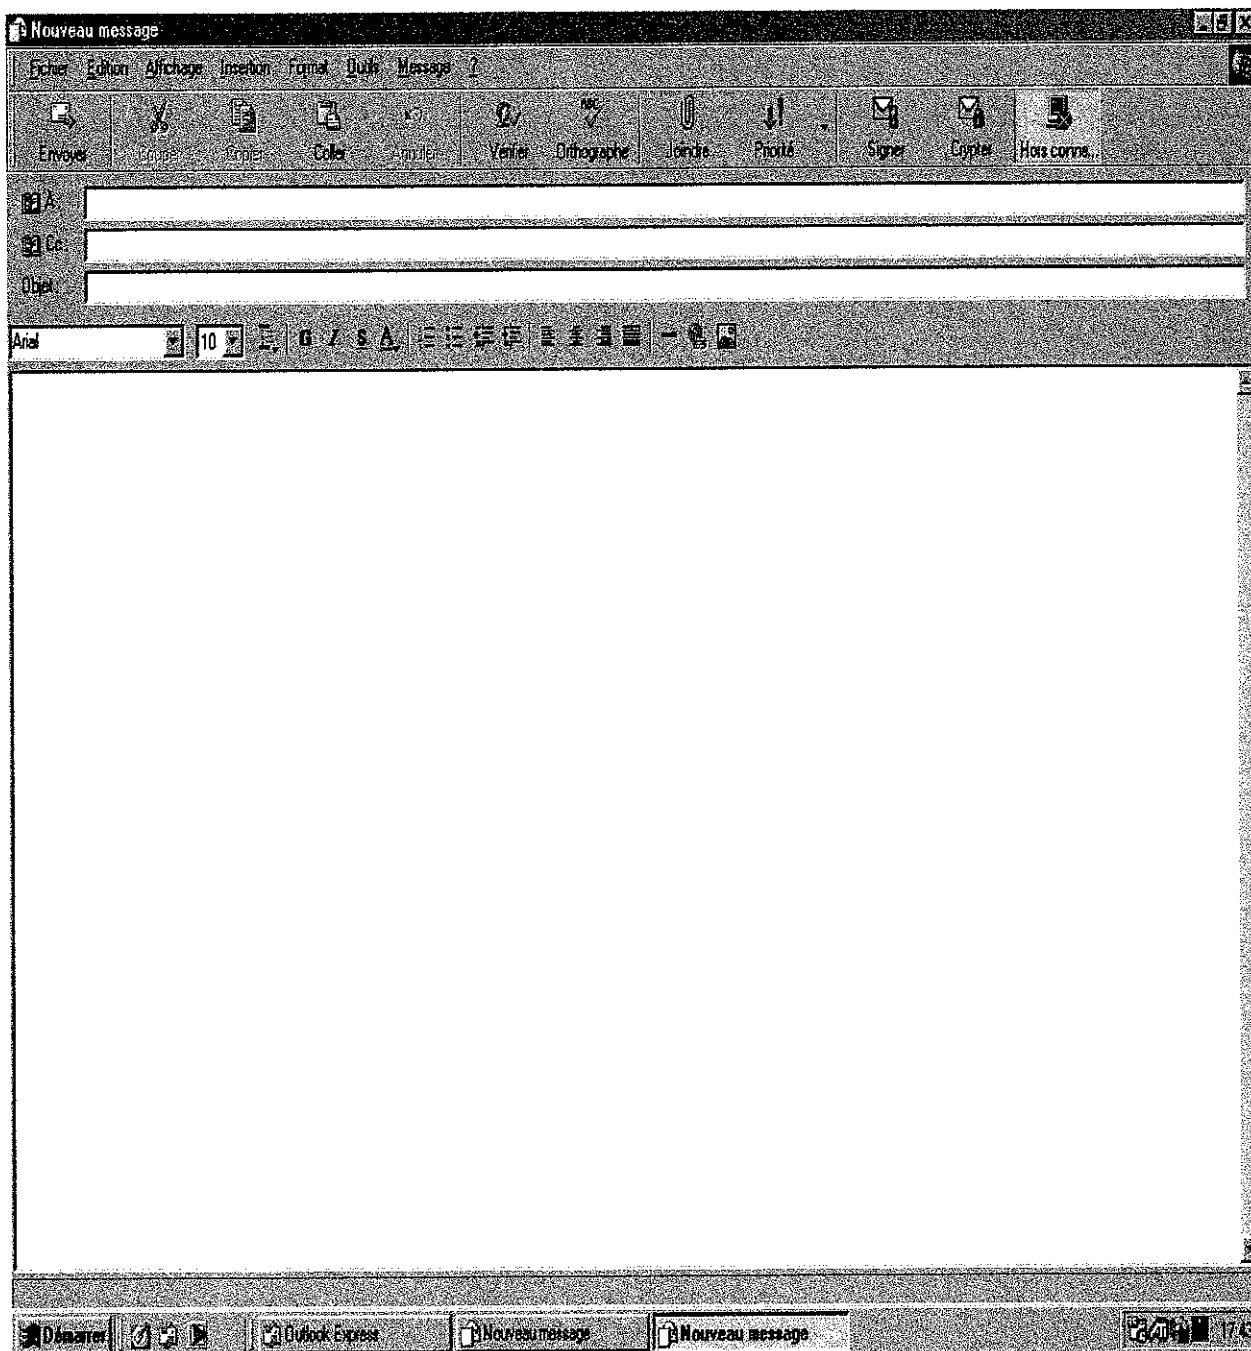 Nouveau message
Fichier Edition Affichage Insertion Format Outils Message ?
Envoyer Couper Copier Coller Annuler Vérifier Orthographe Joindre Priorité Signer Crypter Hors conne...
À :
Cc :
Objet :
Arial 10 G I S A
Démarrer Outlook Express Nouveau message Nouveau message